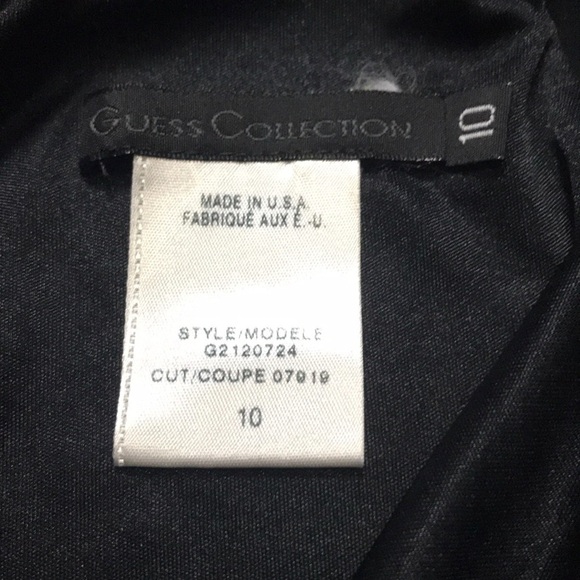 GUESS COLLECTION 10
MADE IN U.S.A.
FABRIQUÉ AUX É.-U.
STYLE/MODELE
G2120724
CUT/COUPE 07919
10